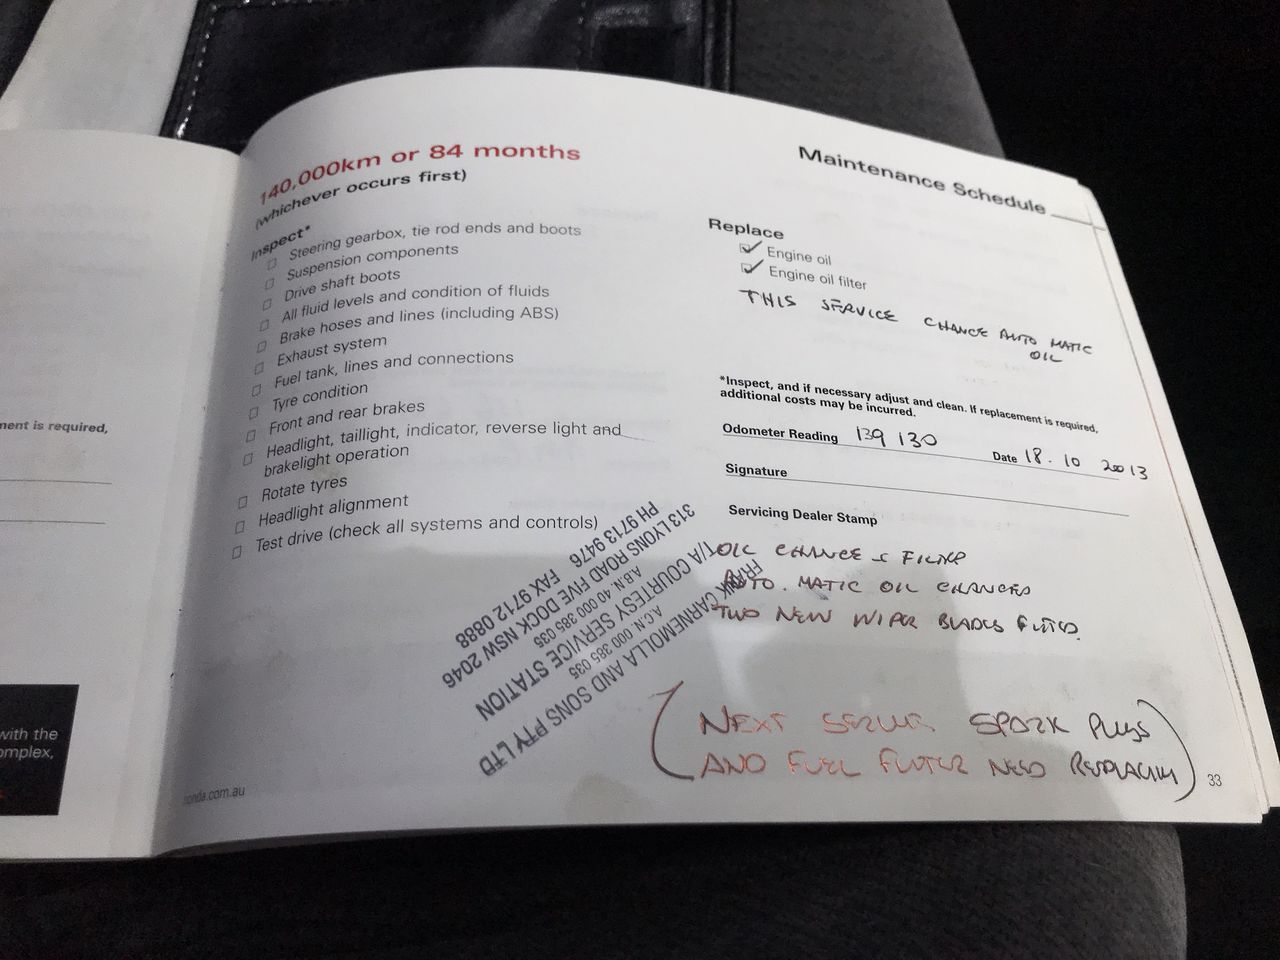 ment is required,
with the
omplex,
140,000km or 84 months
(whichever occurs first)
Inspect*
Steering gearbox, tie rod ends and boots
Suspension components
Drive shaft boots
All fluid levels and condition of fluids
Brake hoses and lines (including ABS)
Exhaust system
Fuel tank, lines and connections
Tyre condition
Front and rear brakes
Headlight, taillight, indicator, reverse light and
brakelight operation
Rotate tyres
Headlight alignment
Test drive (check all systems and controls)
honda.com.au
Maintenance Schedule
Replace
Engine oil
Engine oil filter
THIS SERVICE CHANGE AUTO MATIC
OIL
*Inspect, and if necessary adjust and clean. If replacement is required,
additional costs may be incurred.
Odometer Reading 139 130 Date 18. 10 2013
Signature
Servicing Dealer Stamp
OIL CHANGE & FILTER
AUTO. MATIC OIL CHANGED
TWO NEW WIPER BLADES FITTED.
(NEXT SERVICE SPARK PLUGS
AND FUEL FILTER NEED REPLACING)
33
FRANK CARNEMOLLA AND SONS PTY LTD
A.C.N. 000 385 035
T/A COURTESY SERVICE STATION
A.B.N. 40 000 385 035
313 LYONS ROAD FIVE DOCK NSW 2046
PH 9713 9476 FAX 9712 0888